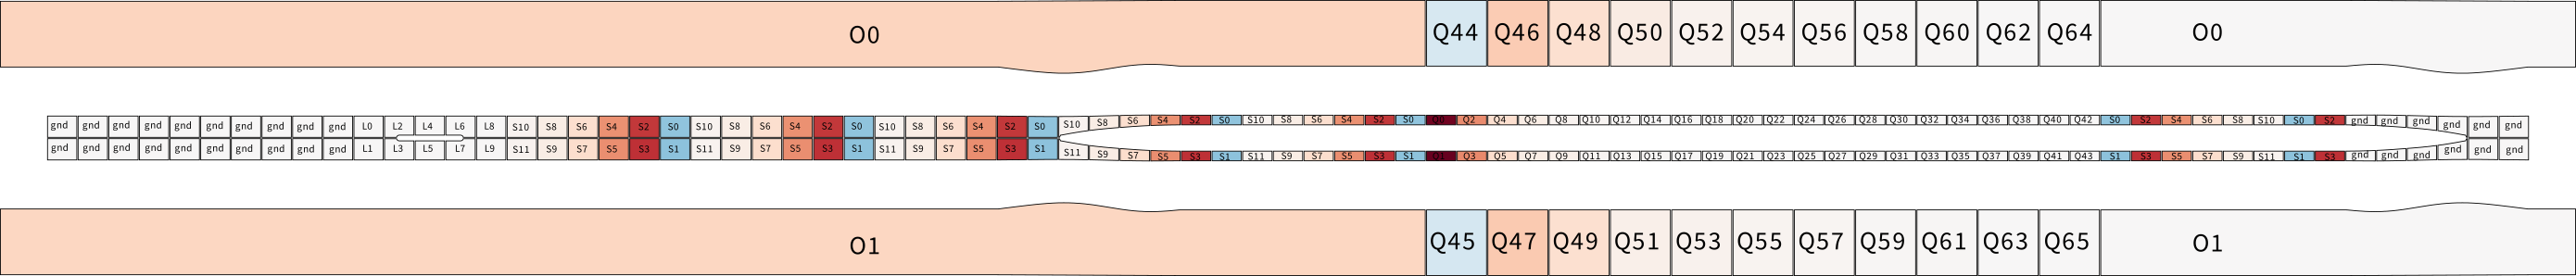 O0 Q44 Q46 Q48 Q50 Q52 Q54 Q56 Q58 Q60 Q62 Q64 O0
gnd gnd gnd gnd gnd gnd gnd gnd gnd gnd L0 L2 L4 L6 L8 S10 S8 S6 S4 S2 S0 S10 S8 S6 S4 S2 S0 S10 S8 S6 S4 S2 S0 S10 S8 S6 S4 S2 S0 S10 S8 S6 S4 S2 S0 Q0 Q2 Q4 Q6 Q8 Q10 Q12 Q14 Q16 Q18 Q20 Q22 Q24 Q26 Q28 Q30 Q32 Q34 Q36 Q38 Q40 Q42 S0 S2 S4 S6 S8 S10 S0 S2 gnd gnd gnd gnd gnd gnd
gnd gnd gnd gnd gnd gnd gnd gnd gnd gnd L1 L3 L5 L7 L9 S11 S9 S7 S5 S3 S1 S11 S9 S7 S5 S3 S1 S11 S9 S7 S5 S3 S1 S11 S9 S7 S5 S3 S1 S11 S9 S7 S5 S3 S1 Q1 Q3 Q5 Q7 Q9 Q11 Q13 Q15 Q17 Q19 Q21 Q23 Q25 Q27 Q29 Q31 Q33 Q35 Q37 Q39 Q41 Q43 S1 S3 S5 S7 S9 S11 S1 S3 gnd gnd gnd gnd gnd gnd
O1 Q45 Q47 Q49 Q51 Q53 Q55 Q57 Q59 Q61 Q63 Q65 O1